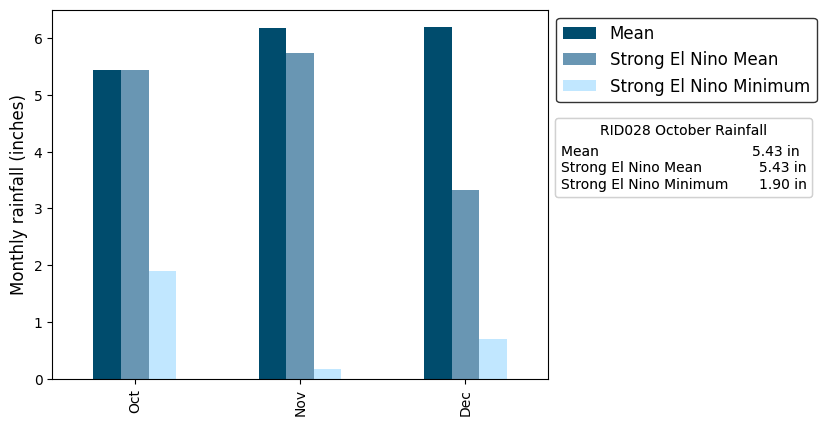 Monthly rainfall (inches)
6
5
4
3
2
1
0
Oct
Nov
Dec
Mean
Strong El Nino Mean
Strong El Nino Minimum
RID028 October Rainfall
Mean 5.43 in
Strong El Nino Mean 5.43 in
Strong El Nino Minimum 1.90 in